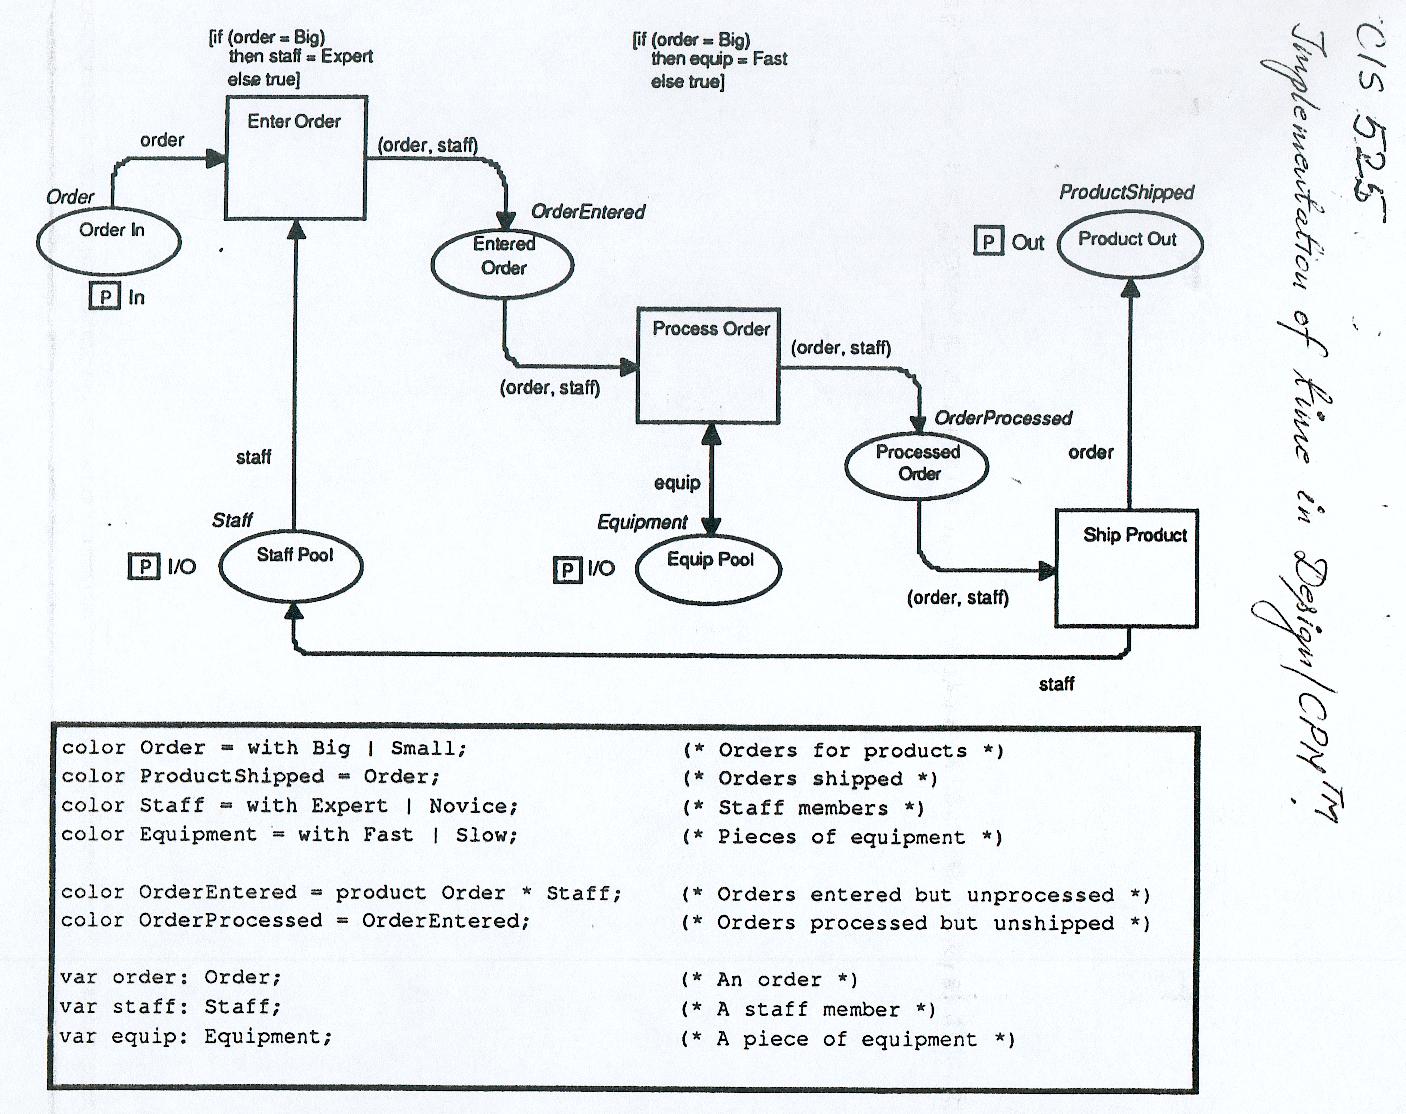 [if (order = Big)
then staff = Expert
else true]
[if (order = Big)
then equip = Fast
else true]
Enter Order
order
(order, staff)
Order
Order In
P In
OrderEntered
Entered
Order
ProductShipped
P Out
Product Out
Process Order
(order, staff)
(order, staff)
OrderProcessed
Processed
Order
order
staff
equip
Staff
Equipment
P I/O
Staff Pool
P I/O
Equip Pool
Ship Product
(order, staff)
staff
color Order = with Big | Small; (* Orders for products *)
color ProductShipped = Order; (* Orders shipped *)
color Staff = with Expert | Novice; (* Staff members *)
color Equipment = with Fast | Slow; (* Pieces of equipment *)
color OrderEntered = product Order * Staff; (* Orders entered but unprocessed *)
color OrderProcessed = OrderEntered; (* Orders processed but unshipped *)
var order: Order; (* An order *)
var staff: Staff; (* A staff member *)
var equip: Equipment; (* A piece of equipment *)
CIS 525
Implementation of time in Design/CPN™.